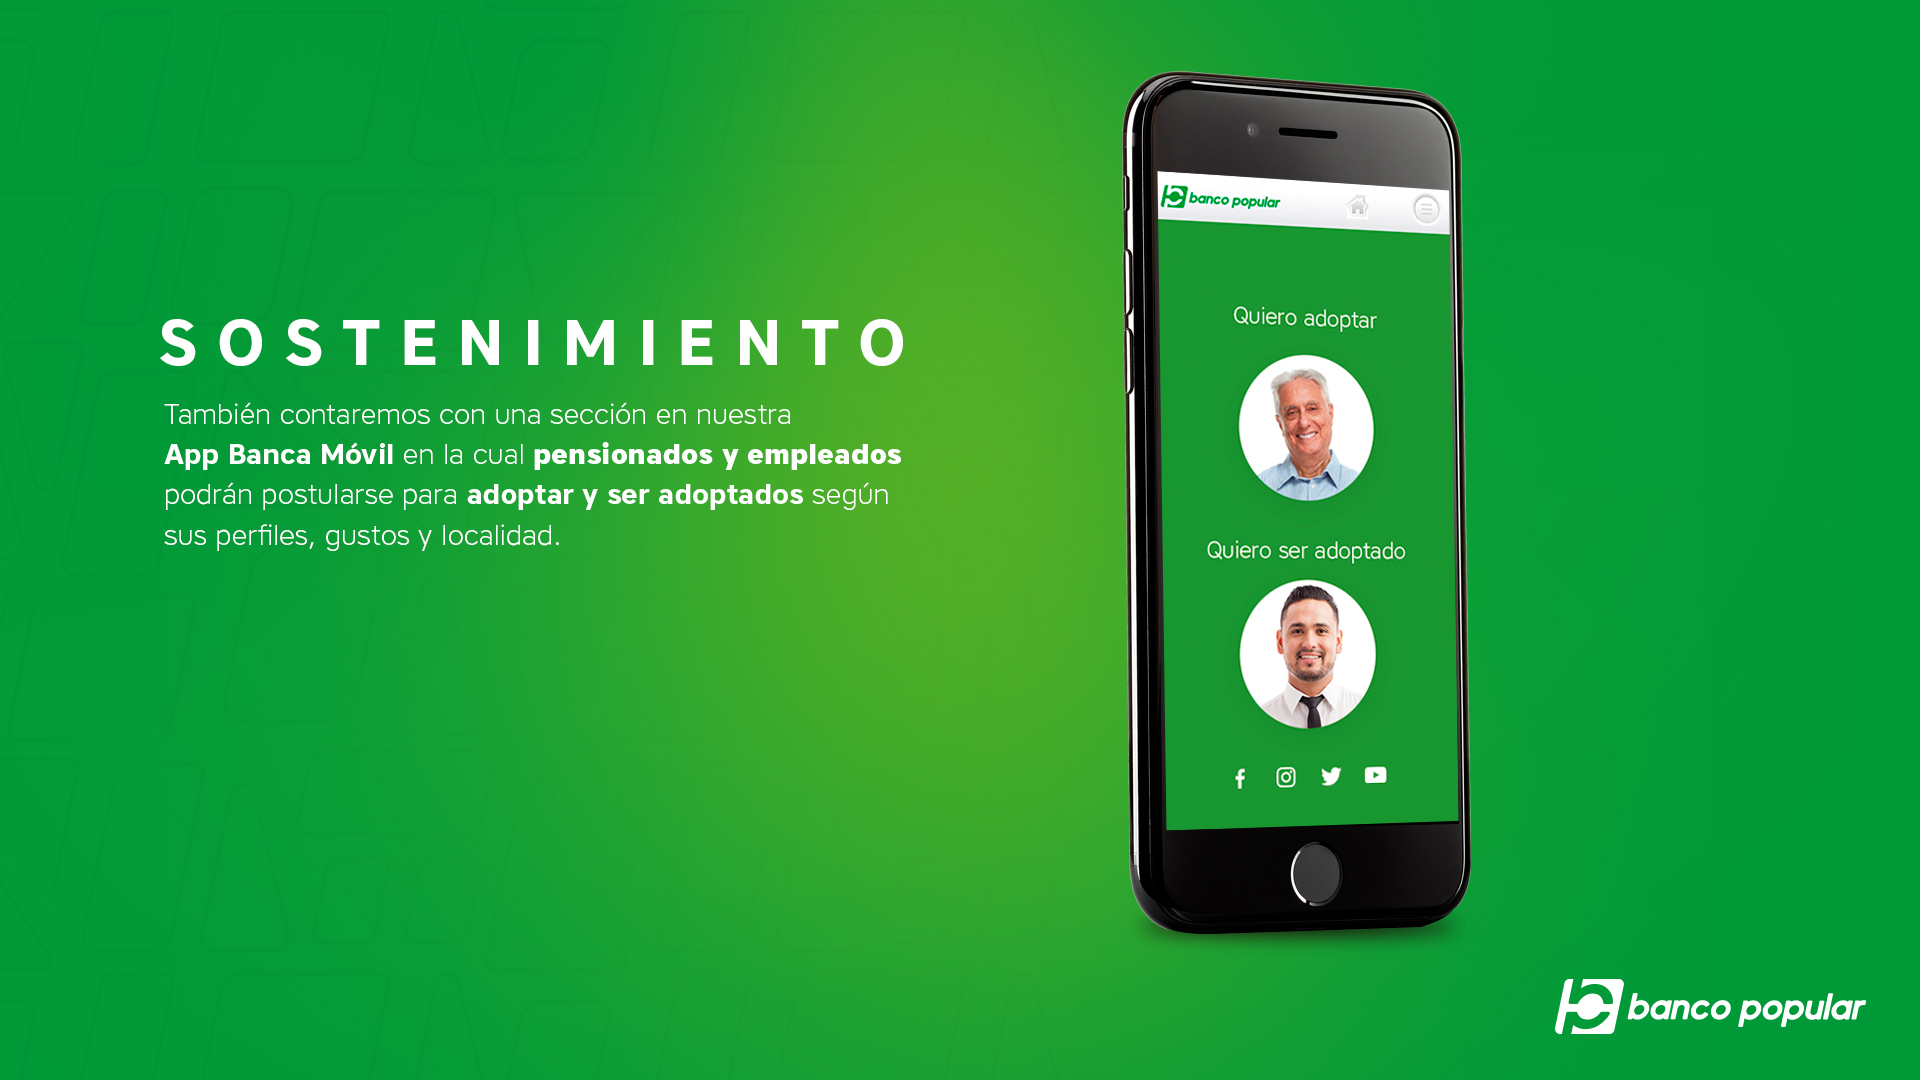 SOSTENIMIENTO
También contaremos con una sección en nuestra
App Banca Móvil en la cual pensionados y empleados
podrán postularse para adoptar y ser adoptados según
sus perfiles, gustos y localidad.
banco popular
Quiero adoptar
Quiero ser adoptado
banco popular